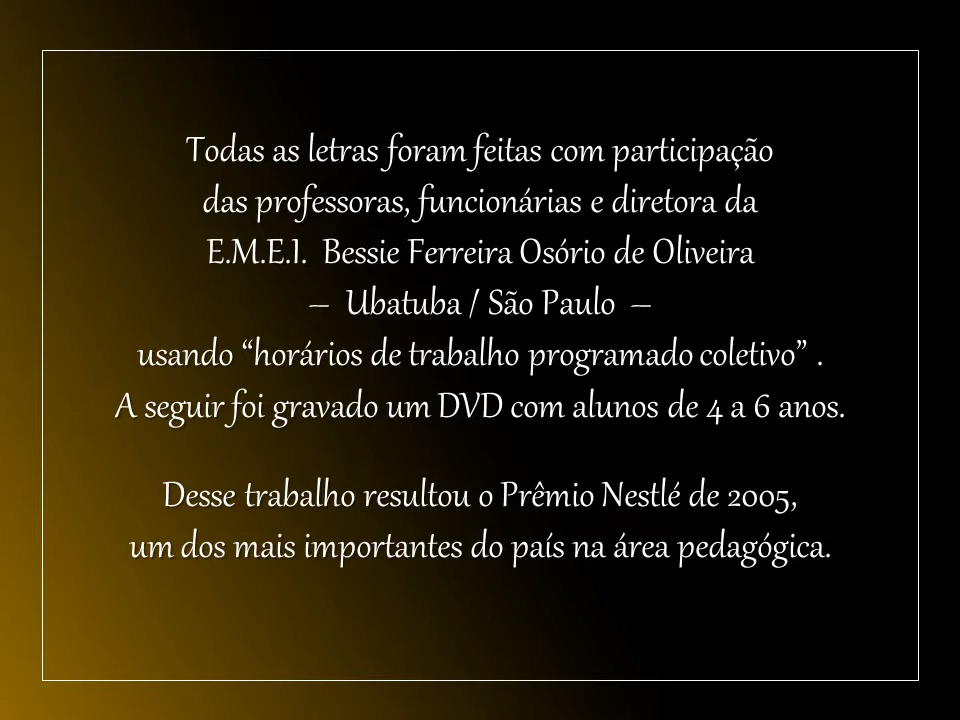 Todas as letras foram feitas com participação
das professoras, funcionárias e diretora da
E.M.E.I. Bessie Ferreira Osório de Oliveira
– Ubatuba / São Paulo –
usando “horários de trabalho programado coletivo” .
A seguir foi gravado um DVD com alunos de 4 a 6 anos.
Desse trabalho resultou o Prêmio Nestlé de 2005,
um dos mais importantes do país na área pedagógica.